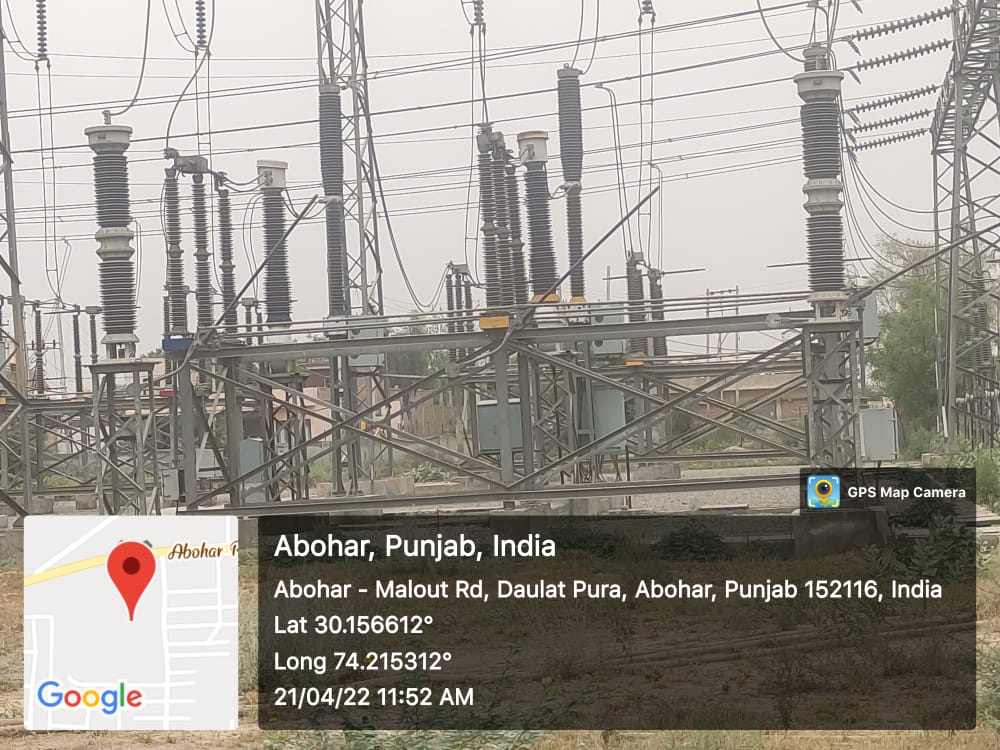 GPS Map Camera
Abohar
Abohar, Punjab, India
Abohar - Malout Rd, Daulat Pura, Abohar, Punjab 152116, India
Lat 30.156612°
Long 74.215312°
21/04/22 11:52 AM
Google